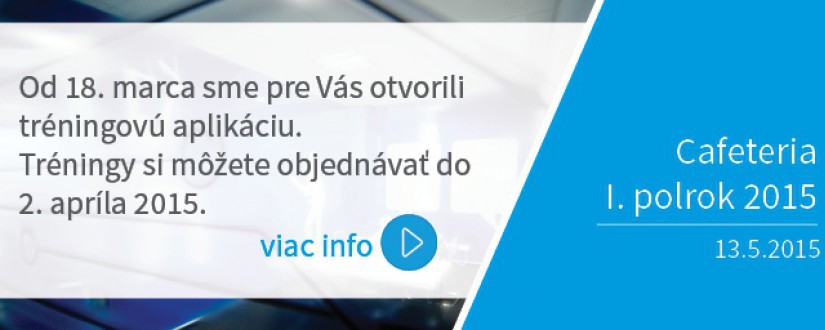 Od 18. marca sme pre Vás otvorili
tréningovú aplikáciu.
Tréningy si môžete objednávať do
2. apríla 2015.
viac info
Cafeteria
I. polrok 2015
13.5.2015